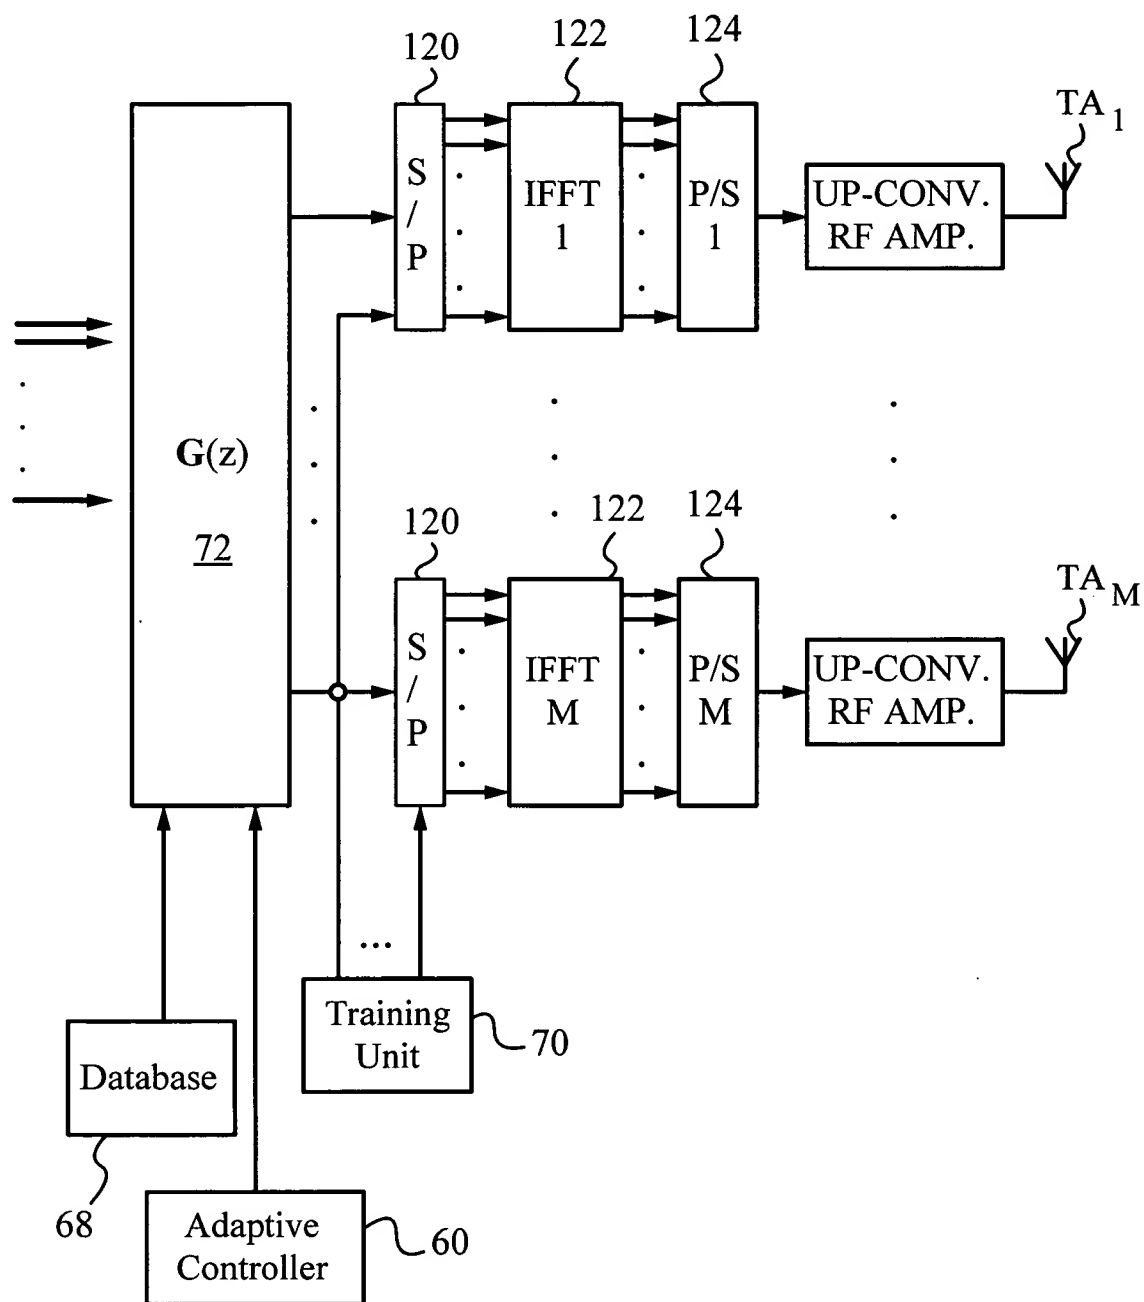 120
122
124
TA 1
S
/
P
IFFT
1
P/S
1
UP-CONV.
RF AMP.
G(z)
72
120
122
124
TA M
S
/
P
IFFT
M
P/S
M
UP-CONV.
RF AMP.
...
Training
Unit
70
Database
68
Adaptive
Controller
60